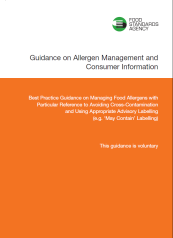 FOOD
STANDARDS
AGENCY
Guidance on Allergen Management and
Consumer Information
Best Practice Guidance on Managing Food Allergens with
Particular Reference to Avoiding Cross-Contamination
and Using Appropriate Advisory Labelling
(e.g. 'May Contain' Labelling)
This guidance is voluntary